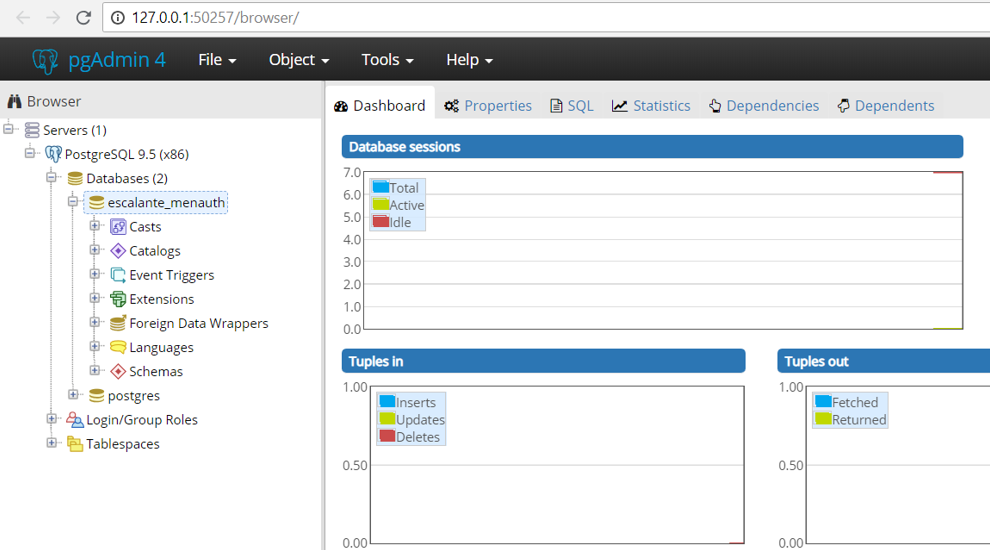 127.0.0.1:50257/browser/
pgAdmin 4 File Object Tools Help
Browser
Servers (1)
PostgreSQL 9.5 (x86)
Databases (2)
escalante_menauth
Casts
Catalogs
Event Triggers
Extensions
Foreign Data Wrappers
Languages
Schemas
postgres
Login/Group Roles
Tablespaces
Dashboard Properties SQL Statistics Dependencies Dependents
Database sessions
7.0
6.0
5.0
4.0
3.0
2.0
1.0
0.0
Total
Active
Idle
Tuples in
1.00
0.50
0.00
Inserts
Updates
Deletes
Tuples out
1.00
0.50
0.00
Fetched
Returned